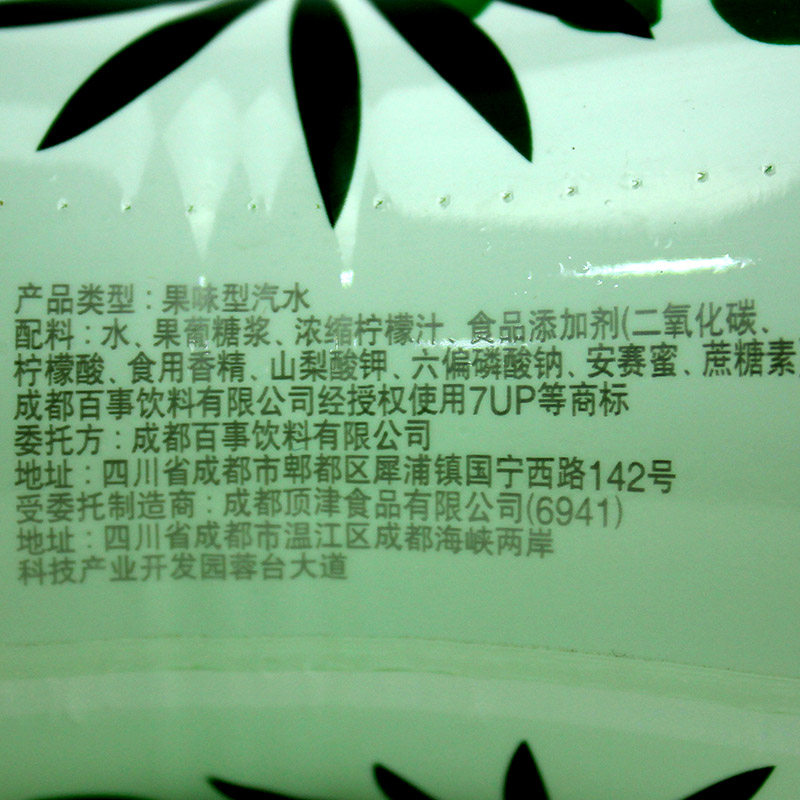 产品类型：果味型汽水
配料：水、果葡糖浆、浓缩柠檬汁、食品添加剂(二氧化碳、
柠檬酸、食用香精、山梨酸钾、六偏磷酸钠、安赛蜜、蔗糖素)
成都百事饮料有限公司经授权使用7UP等商标
委托方：成都百事饮料有限公司
地址：四川省成都市郫都区犀浦镇国宁西路142号
受委托制造商：成都顶津食品有限公司(6941)
地址：四川省成都市温江区成都海峡两岸
科技产业开发园蓉台大道